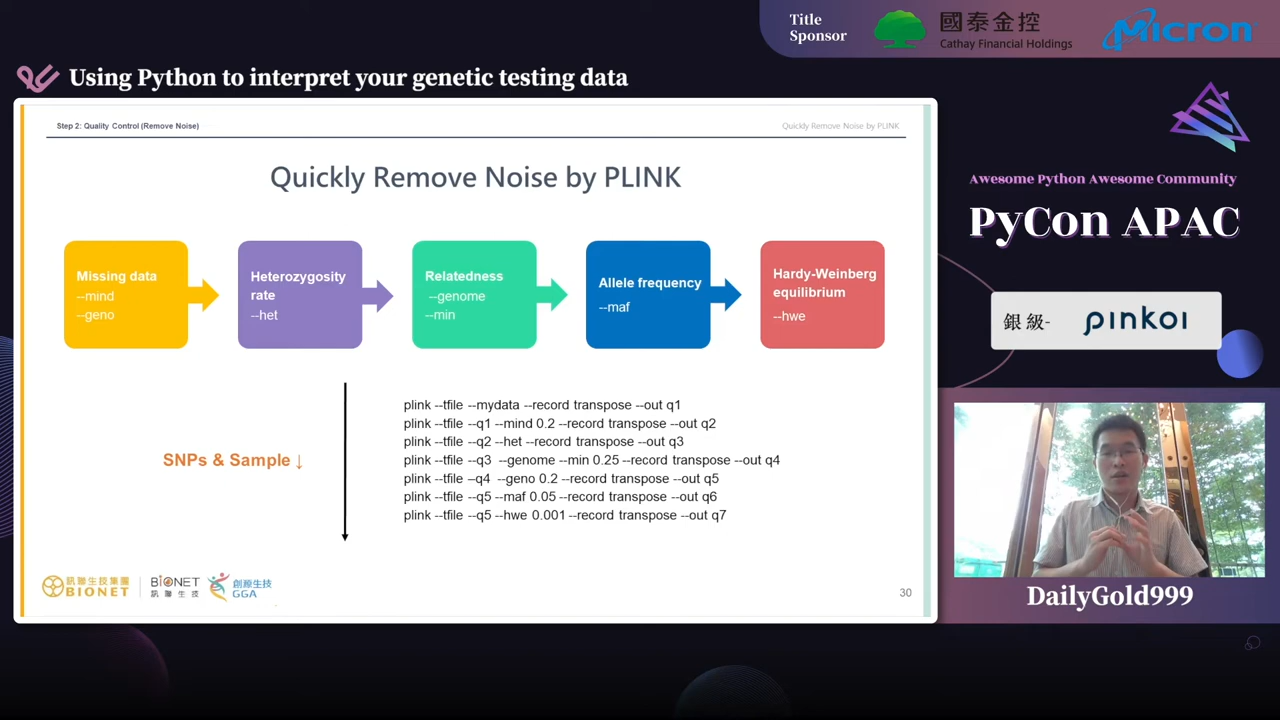 Title
Sponsor
國泰金控
Cathay Financial Holdings
Micron
Using Python to interpret your genetic testing data
Step 2: Quality Control (Remove Noise)
Quickly Remove Noise by PLINK
Quickly Remove Noise by PLINK
Missing data
--mind
--geno
Heterozygosity
rate
--het
Relatedness
--genome
--min
Allele frequency
--maf
Hardy-Weinberg
equilibrium
--hwe
SNPs & Sample ↓
plink --tfile --mydata --record transpose --out q1
plink --tfile --q1 --mind 0.2 --record transpose --out q2
plink --tfile --q2 --het --record transpose --out q3
plink --tfile --q3 --genome --min 0.25 --record transpose --out q4
plink --tfile –q4 --geno 0.2 --record transpose --out q5
plink --tfile --q5 --maf 0.05 --record transpose --out q6
plink --tfile --q5 --hwe 0.001 --record transpose --out q7
訊聯生技集團
BIONET
BIONET
訊聯生技
創源生技
GGA
30
Awesome Python Awesome Community
PyCon APAC
銀級-
pinkoi
DailyGold999